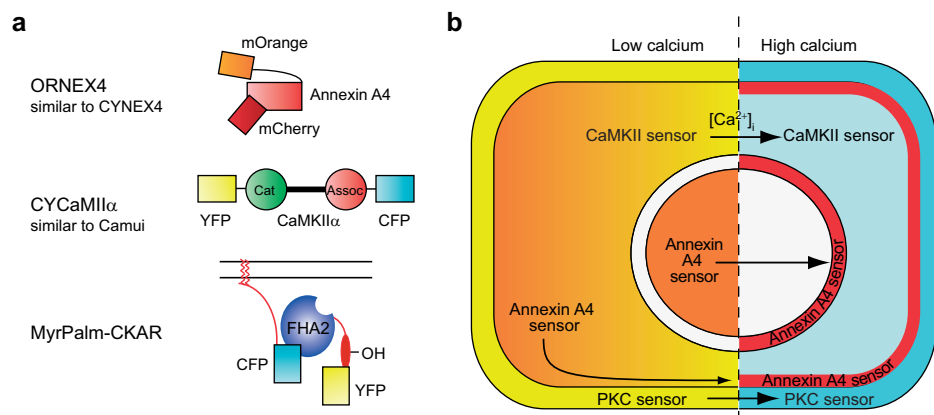 a
mOrange
ORNEX4
similar to CYNEX4
Annexin A4
mCherry
CYCaMIIα
similar to Camui
Cat
Assoc
YFP
CaMKIIα
CFP
MyrPalm-CKAR
FHA2
CFP
OH
YFP
b
Low calcium
High calcium
[Ca2+]i
CaMKII sensor
CaMKII sensor
Annexin
A4
sensor
Annexin A4 sensor
Annexin A4
sensor
Annexin A4 sensor
PKC sensor
PKC sensor